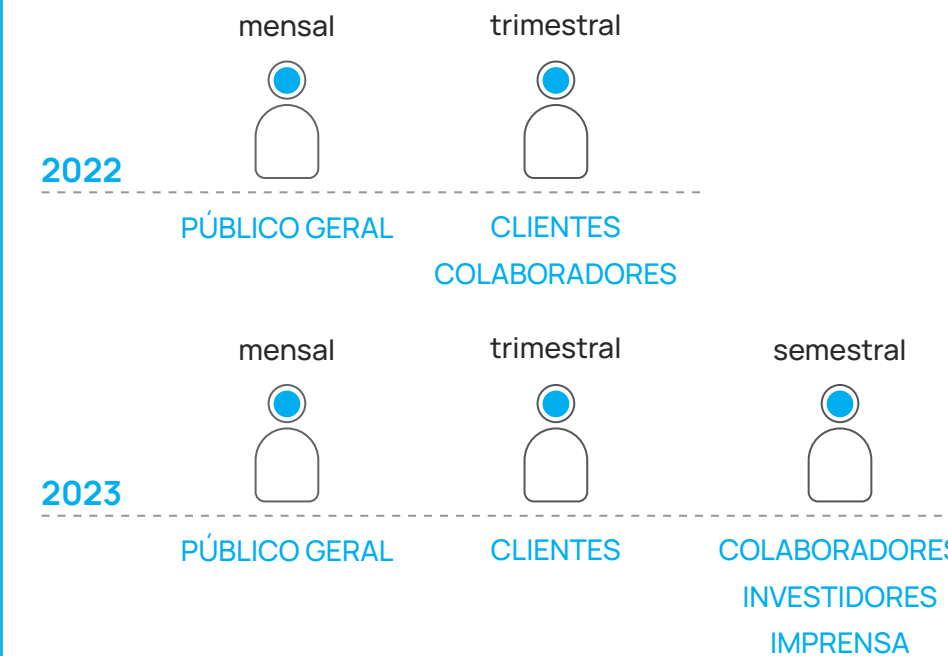 mensal trimestral
2022
PÚBLICO GERAL CLIENTES
COLABORADORES
mensal trimestral semestral
2023
PÚBLICO GERAL CLIENTES COLABORADORES
INVESTIDORES
IMPRENSA